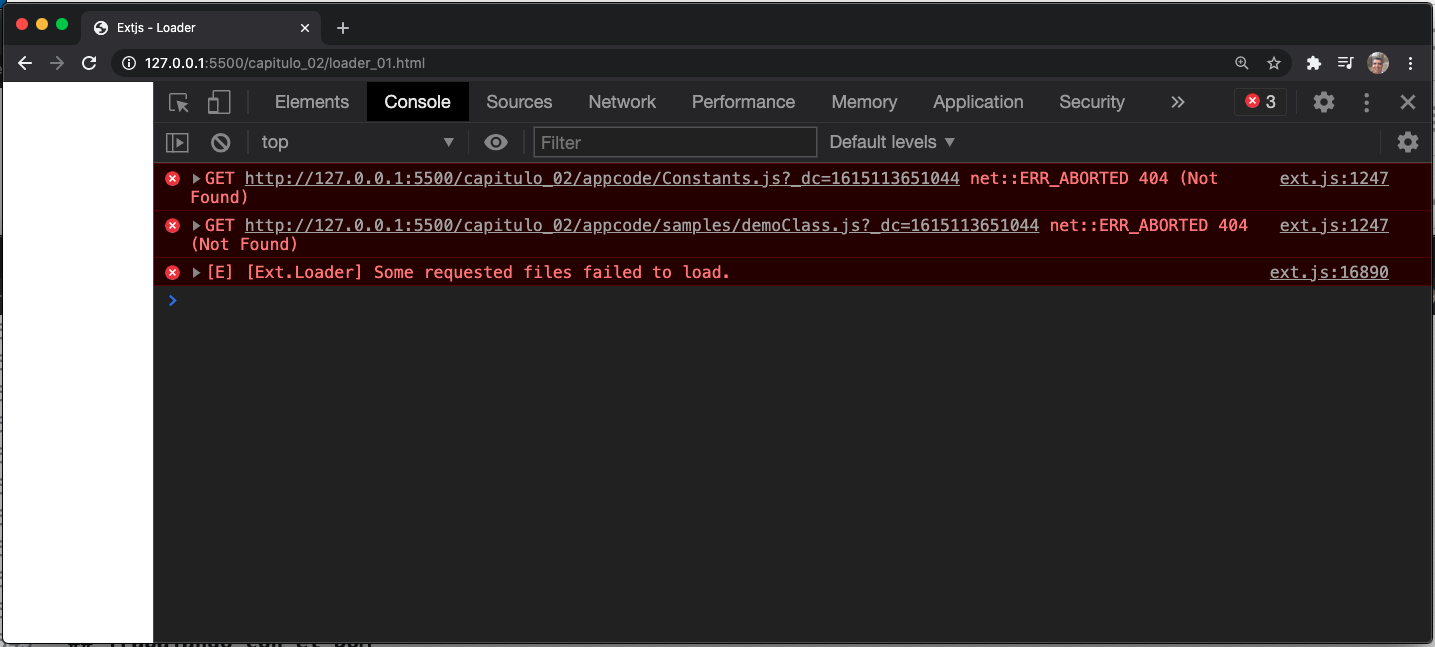 Extjs - Loader
127.0.0.1:5500/capitulo_02/loader_01.html
Elements Console Sources Network Performance Memory Application Security » 3
top Filter Default levels
GET http://127.0.0.1:5500/capitulo_02/appcode/Constants.js?_dc=1615113651044 net::ERR_ABORTED 404 (Not ext.js:1247
Found)
GET http://127.0.0.1:5500/capitulo_02/appcode/samples/demoClass.js?_dc=1615113651044 net::ERR_ABORTED 404 ext.js:1247
(Not Found)
[E] [Ext.Loader] Some requested files failed to load. ext.js:16890